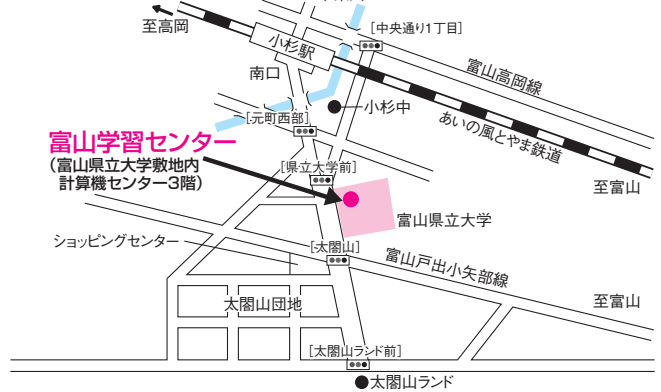 至高岡
[中央通り1丁目]
小杉駅
南口
富山高岡線
小杉中
あいの風とやま鉄道
[元町西部]
富山学習センター
(富山県立大学敷地内
計算機センター3階)
[県立大学前]
至富山
富山県立大学
ショッピングセンター
[太閤山]
富山戸出小矢部線
太閤山団地
至富山
[太閤山ランド前]
太閤山ランド